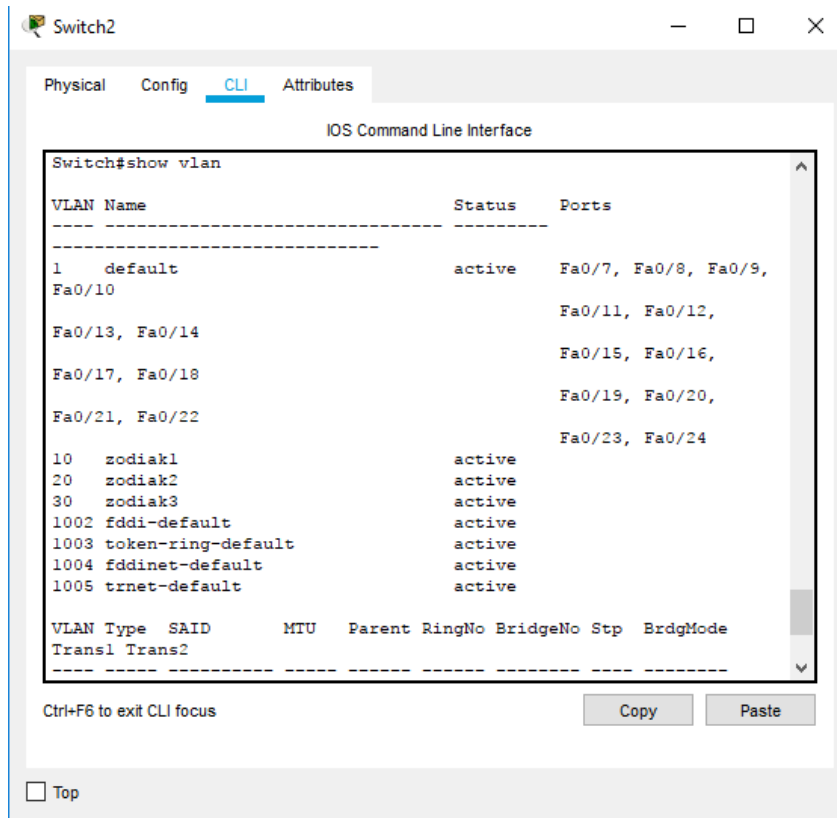 Switch2
Physical Config CLI Attributes
IOS Command Line Interface
Switch#show vlan
VLAN Name                             Status    Ports
---- -------------------------------- ---------
-------------------------------
1    default                          active    Fa0/7, Fa0/8, Fa0/9,
Fa0/10
                                                Fa0/11, Fa0/12,
Fa0/13, Fa0/14
                                                Fa0/15, Fa0/16,
Fa0/17, Fa0/18
                                                Fa0/19, Fa0/20,
Fa0/21, Fa0/22
                                                Fa0/23, Fa0/24
10   zodiak1                          active
20   zodiak2                          active
30   zodiak3                          active
1002 fddi-default                     active
1003 token-ring-default               active
1004 fddinet-default                  active
1005 trnet-default                    active
VLAN Type  SAID       MTU   Parent RingNo BridgeNo Stp  BrdgMode
Trans1 Trans2
---- ----- ---------- ----- ------ ------ -------- ---- --------
Ctrl+F6 to exit CLI focus
Copy Paste
Top